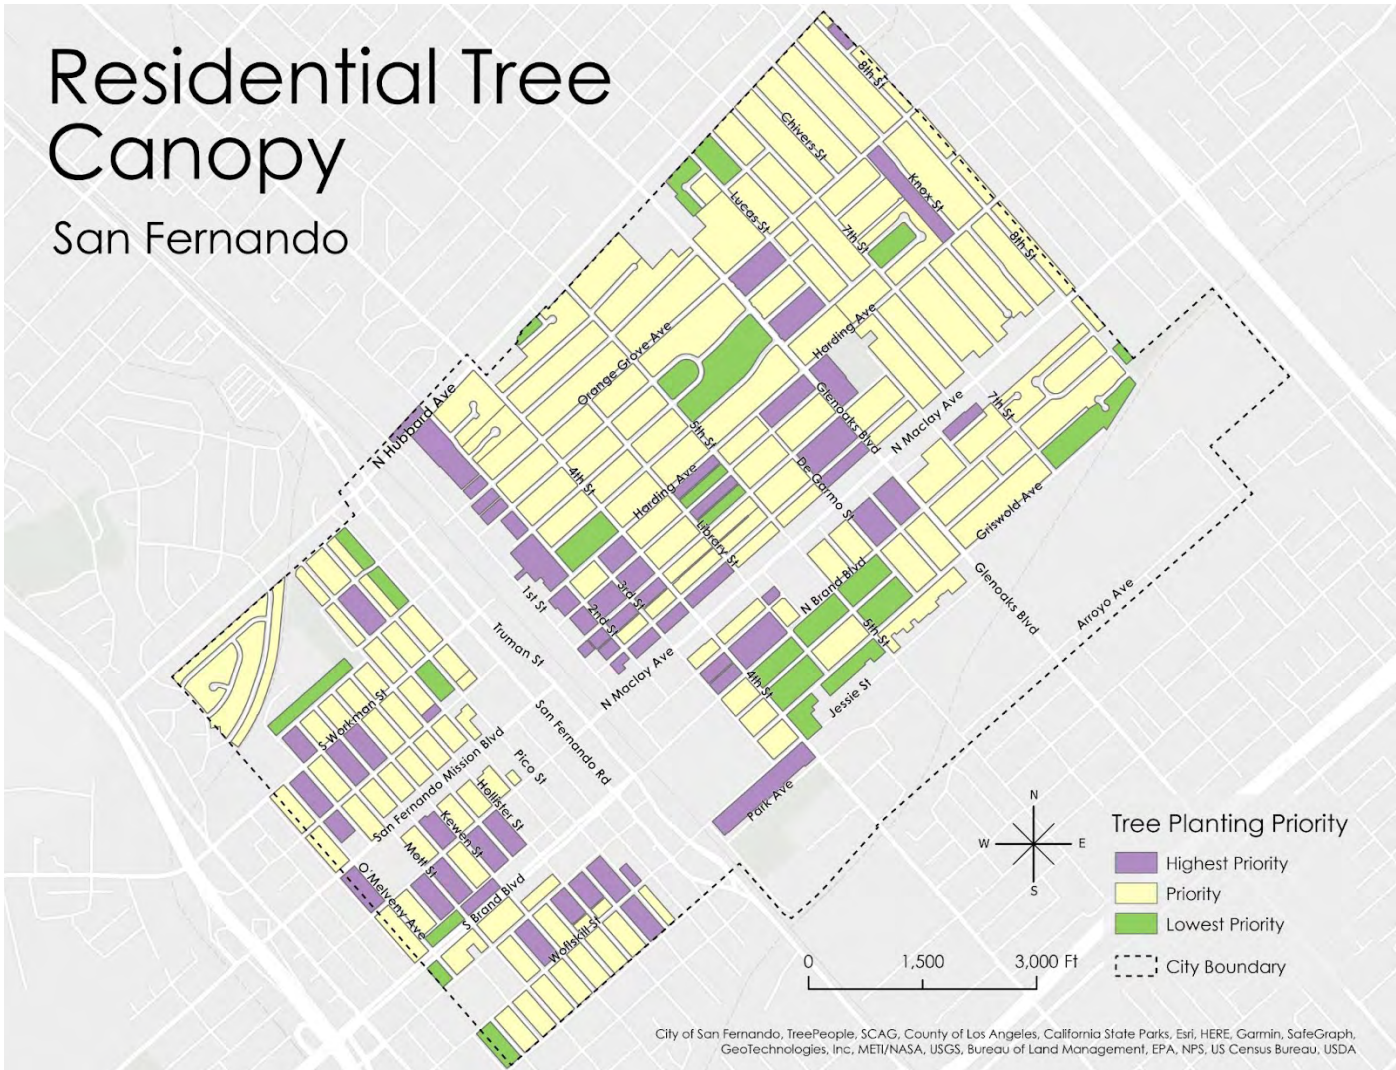 Residential Tree
Canopy
San Fernando
8th St
Chivers St
Knox St
Lucas St
7th St
8th St
Harding Ave
Orange Grove Ave
N Hubbard Ave
Glenoaks Blvd
N Maclay Ave
7th St
5th St
4th St
Harding Ave
De Garmo St
Library St
Griswold Ave
1st St
3rd St
2nd St
N Brand Blvd
Glenoaks Blvd
Arroyo Ave
5th St
Truman St
N Maclay Ave
4th St
Jessie St
S Workman St
San Fernando Rd
San Fernando Mission Blvd
Pico St
Hollister St
Park Ave
Kewen St
Mott St
O'Melveny Ave
S Brand Blvd
Wolfskill St
N
W
E
S
Tree Planting Priority
Highest Priority
Priority
Lowest Priority
City Boundary
0 1,500 3,000 Ft
City of San Fernando, TreePeople, SCAG, County of Los Angeles, California State Parks, Esri, HERE, Garmin, SafeGraph,
GeoTechnologies, Inc, METI/NASA, USGS, Bureau of Land Management, EPA, NPS, US Census Bureau, USDA